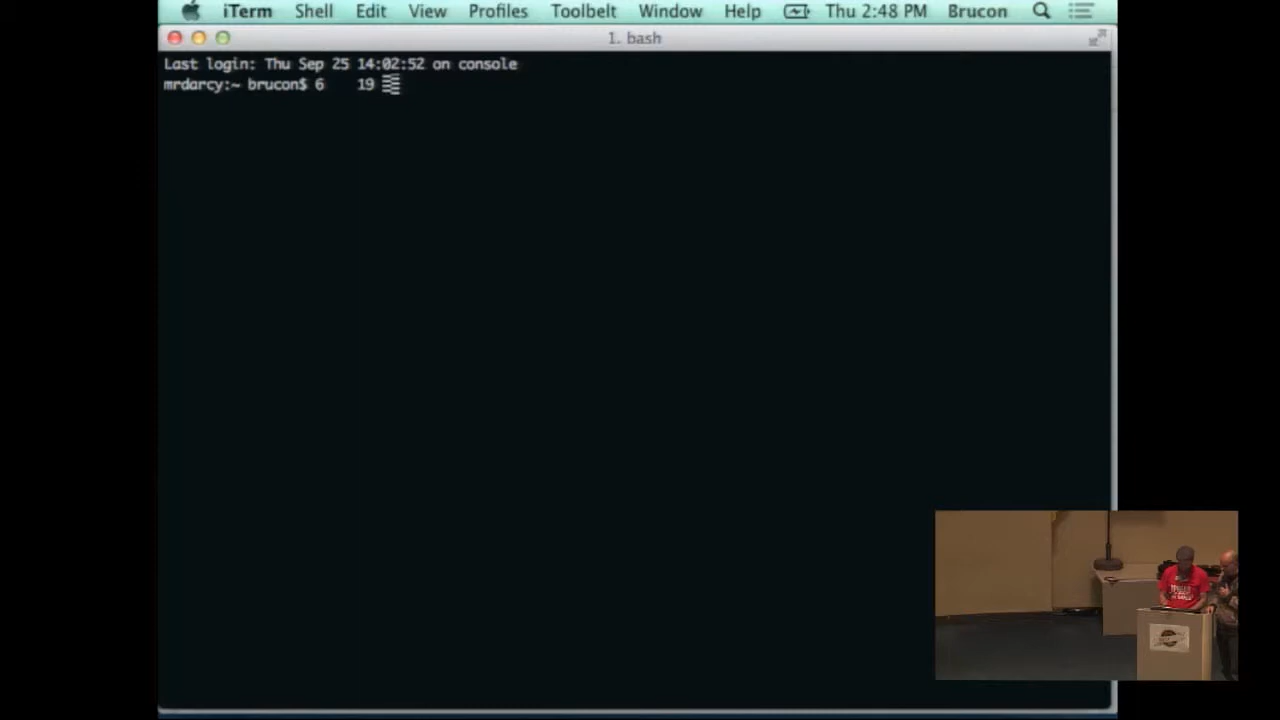 iTerm Shell Edit View Profiles Toolbelt Window Help Thu 2:48 PM Brucon
1. bash
Last login: Thu Sep 25 14:02:52 on console
mrdarcy:~ brucon$ 6    19